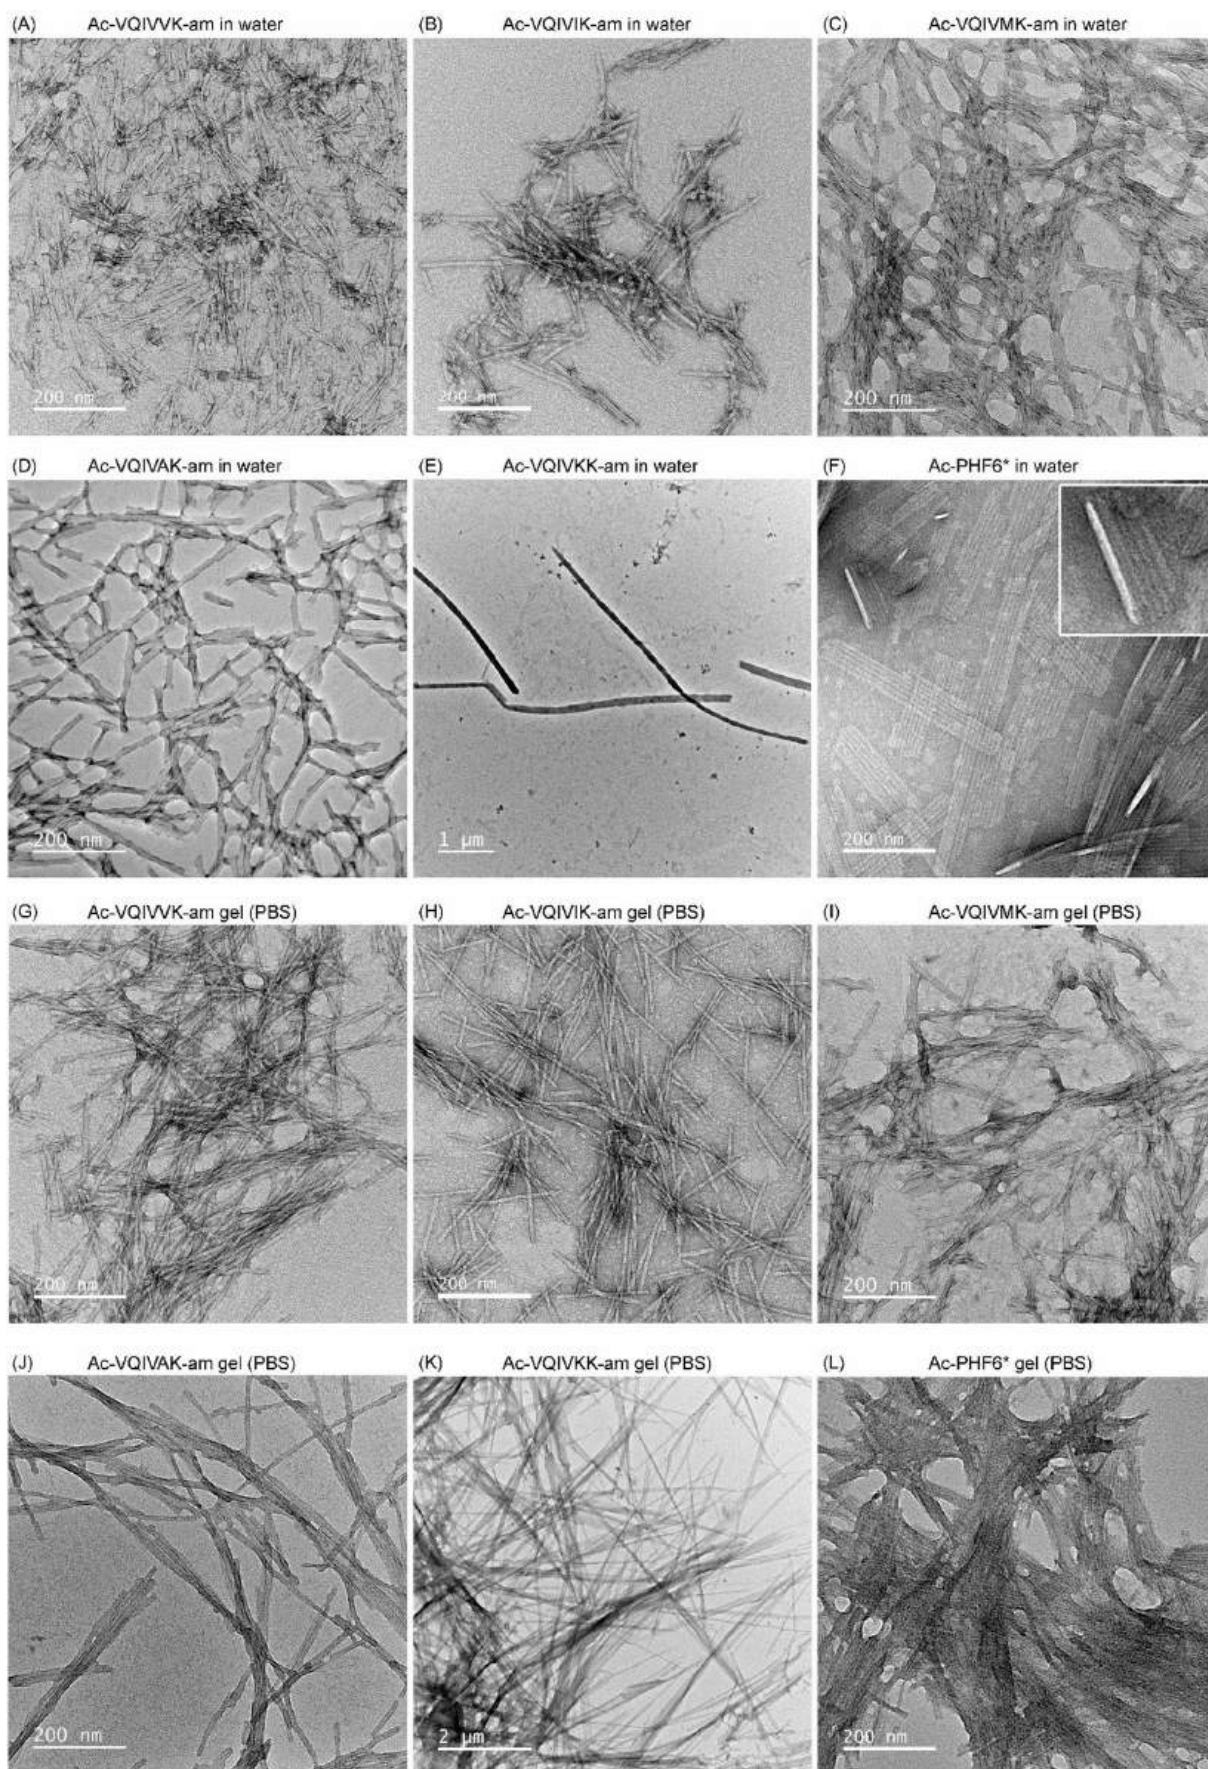 (A) Ac-VQIVVK-am in water
(B) Ac-VQIVIK-am in water
(C) Ac-VQIVMK-am in water
200 nm
200 nm
200 nm
(D) Ac-VQIVAK-am in water
(E) Ac-VQIVKK-am in water
(F) Ac-PHF6* in water
200 nm
1 μm
200 nm
(G) Ac-VQIVVK-am gel (PBS)
(H) Ac-VQIVIK-am gel (PBS)
(I) Ac-VQIVMK-am gel (PBS)
200 nm
200 nm
200 nm
(J) Ac-VQIVAK-am gel (PBS)
(K) Ac-VQIVKK-am gel (PBS)
(L) Ac-PHF6* gel (PBS)
200 nm
2 μm
200 nm